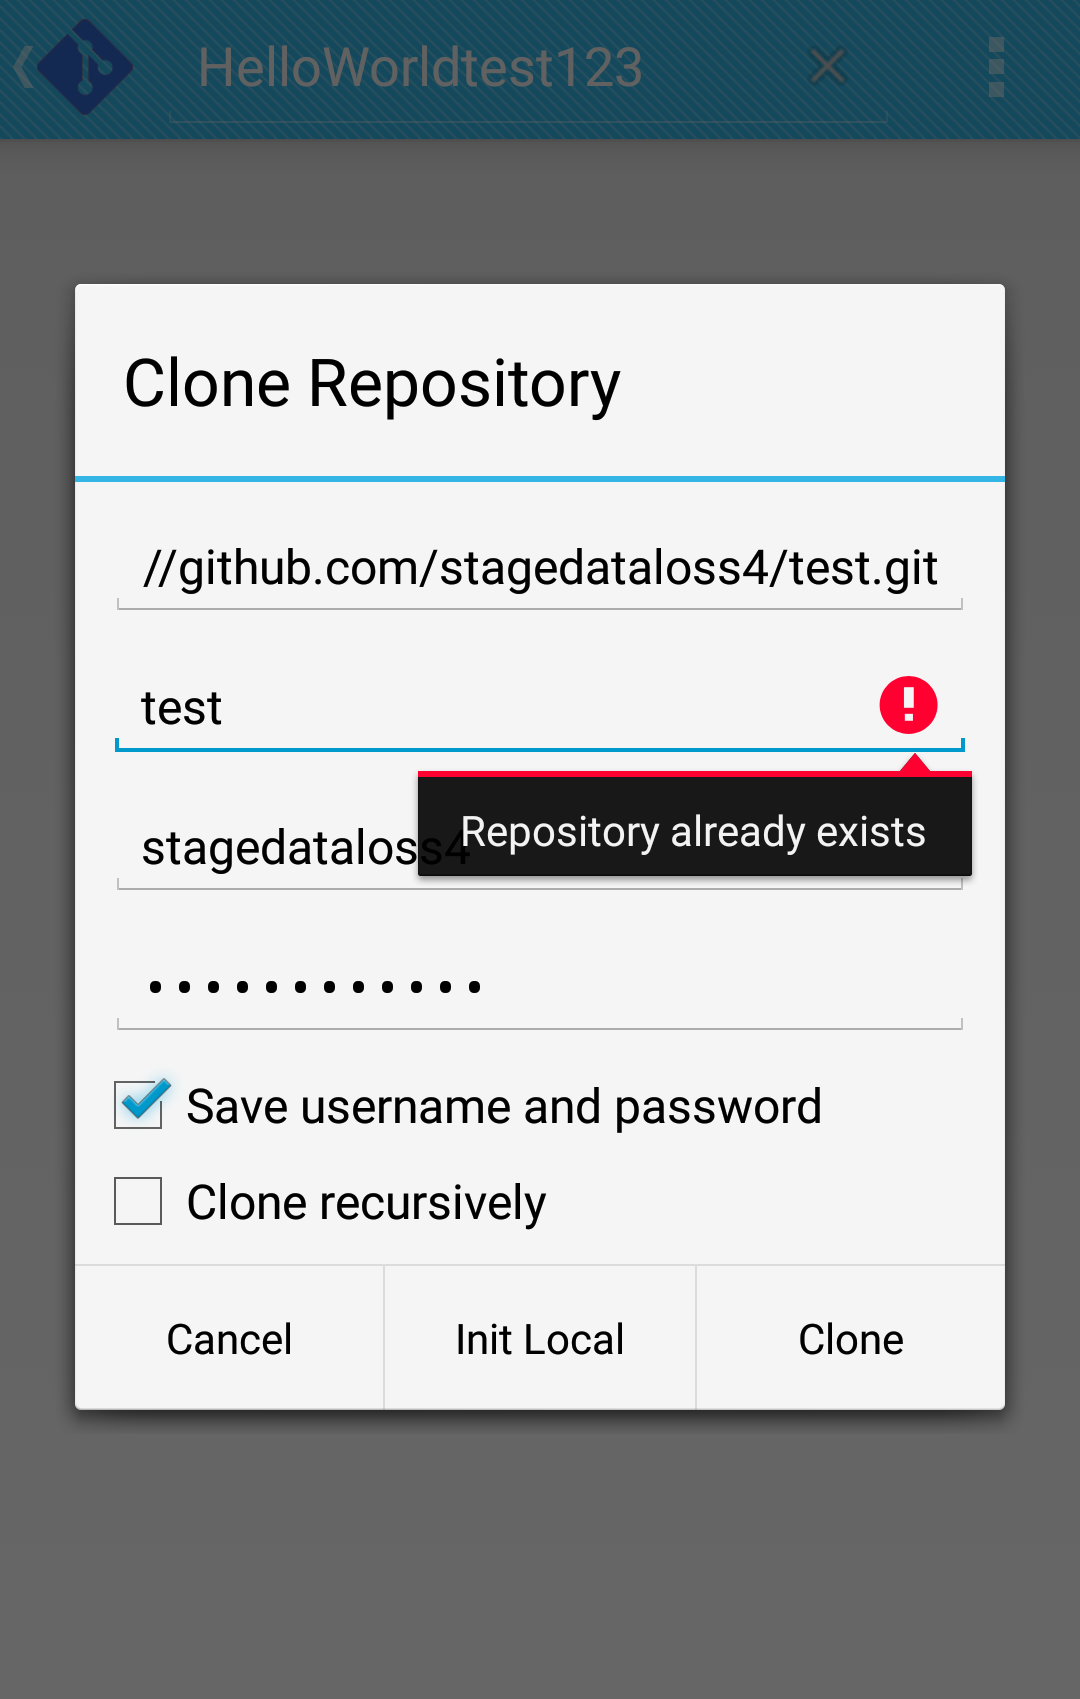 HelloWorldtest123
Clone Repository
//github.com/stagedataloss4/test.git
test
Repository already exists
stagedataloss4
••••••••••••
Save username and password
Clone recursively
Cancel
Init Local
Clone